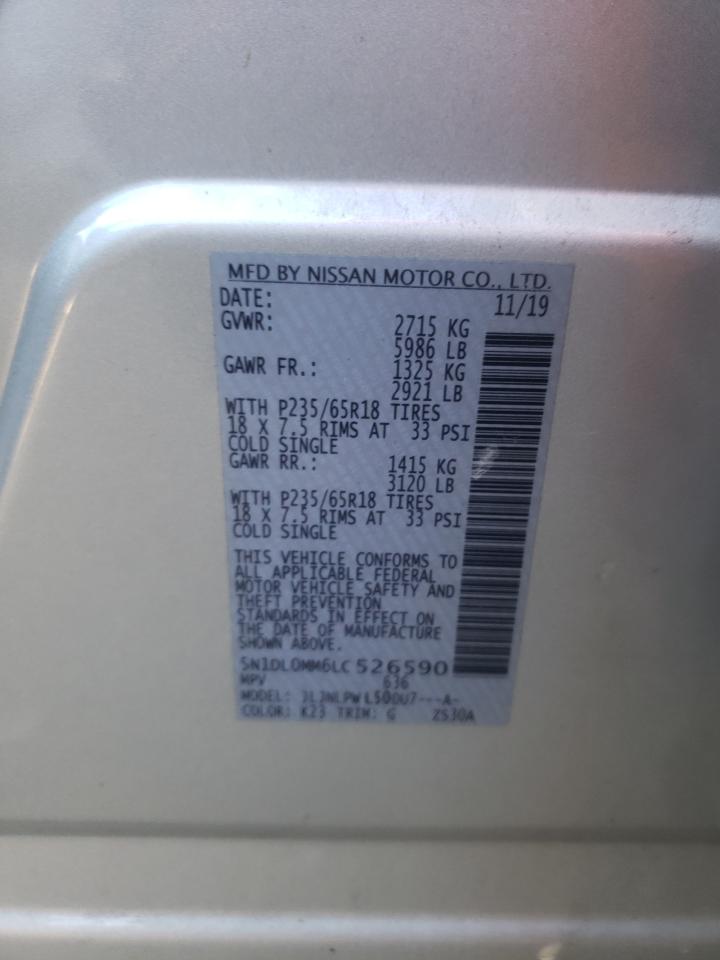 MFD BY NISSAN MOTOR CO., LTD.
DATE: 11/19
GVWR: 2715 KG
5986 LB
GAWR FR.: 1325 KG
2921 LB
WITH P235/65R18 TIRES
18 X 7.5 RIMS AT 33 PSI
COLD SINGLE
GAWR RR.: 1415 KG
3120 LB
WITH P235/65R18 TIRES
18 X 7.5 RIMS AT 33 PSI
COLD SINGLE
THIS VEHICLE CONFORMS TO
ALL APPLICABLE FEDERAL
MOTOR VEHICLE SAFETY AND
THEFT PREVENTION
STANDARDS IN EFFECT ON
THE DATE OF MANUFACTURE
SHOWN ABOVE.
5N1DL0MM6LC526590
MPV 636
MODEL:
COLOR: K23 TRIM: G ZS30A